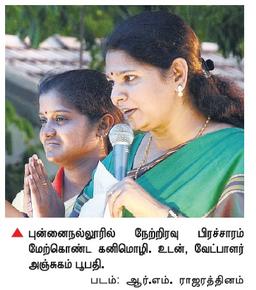 ▲ புன்னைநல்லூரில் நேற்றிரவு பிரச்சாரம்
மேற்கொண்ட கனிமொழி. உடன், வேட்பாளர்
அஞ்சுகம் பூபதி.
படம்: ஆர்.எம். ராஜரத்தினம்